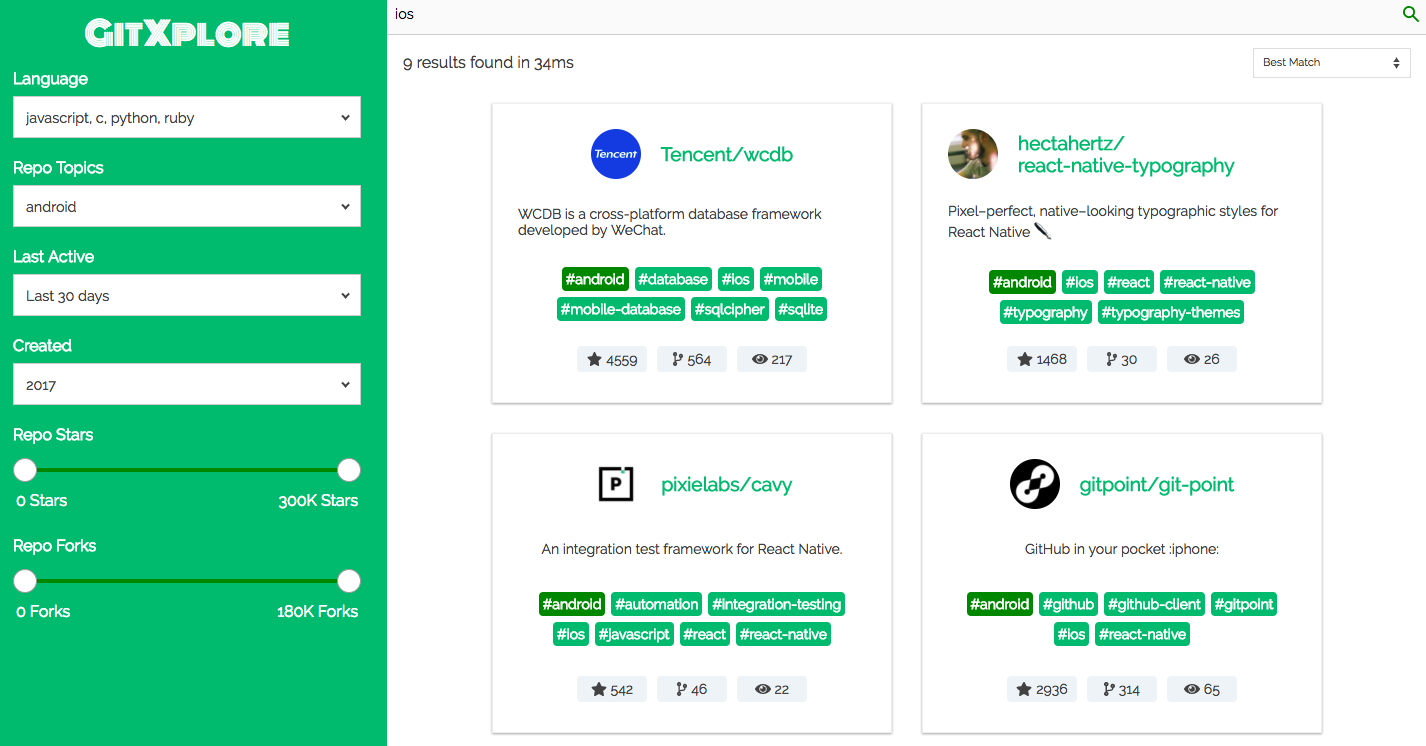 GITXPLORE
Language
javascript, c, python, ruby
Repo Topics
android
Last Active
Last 30 days
Created
2017
Repo Stars
0 Stars 300K Stars
Repo Forks
0 Forks 180K Forks
ios
9 results found in 34ms
Best Match
Tencent
Tencent/wcdb
WCDB is a cross-platform database framework
developed by WeChat.
#android #database #ios #mobile
#mobile-database #sqlcipher #sqlite
4559 564 217
hectahertz/
react-native-typography
Pixel–perfect, native–looking typographic styles for
React Native
#android #ios #react #react-native
#typography #typography-themes
1468 30 26
P
pixielabs/cavy
An integration test framework for React Native.
#android #automation #integration-testing
#ios #javascript #react #react-native
542 46 22
gitpoint/git-point
GitHub in your pocket :iphone:
#android #github #github-client #gitpoint
#ios #react-native
2936 314 65